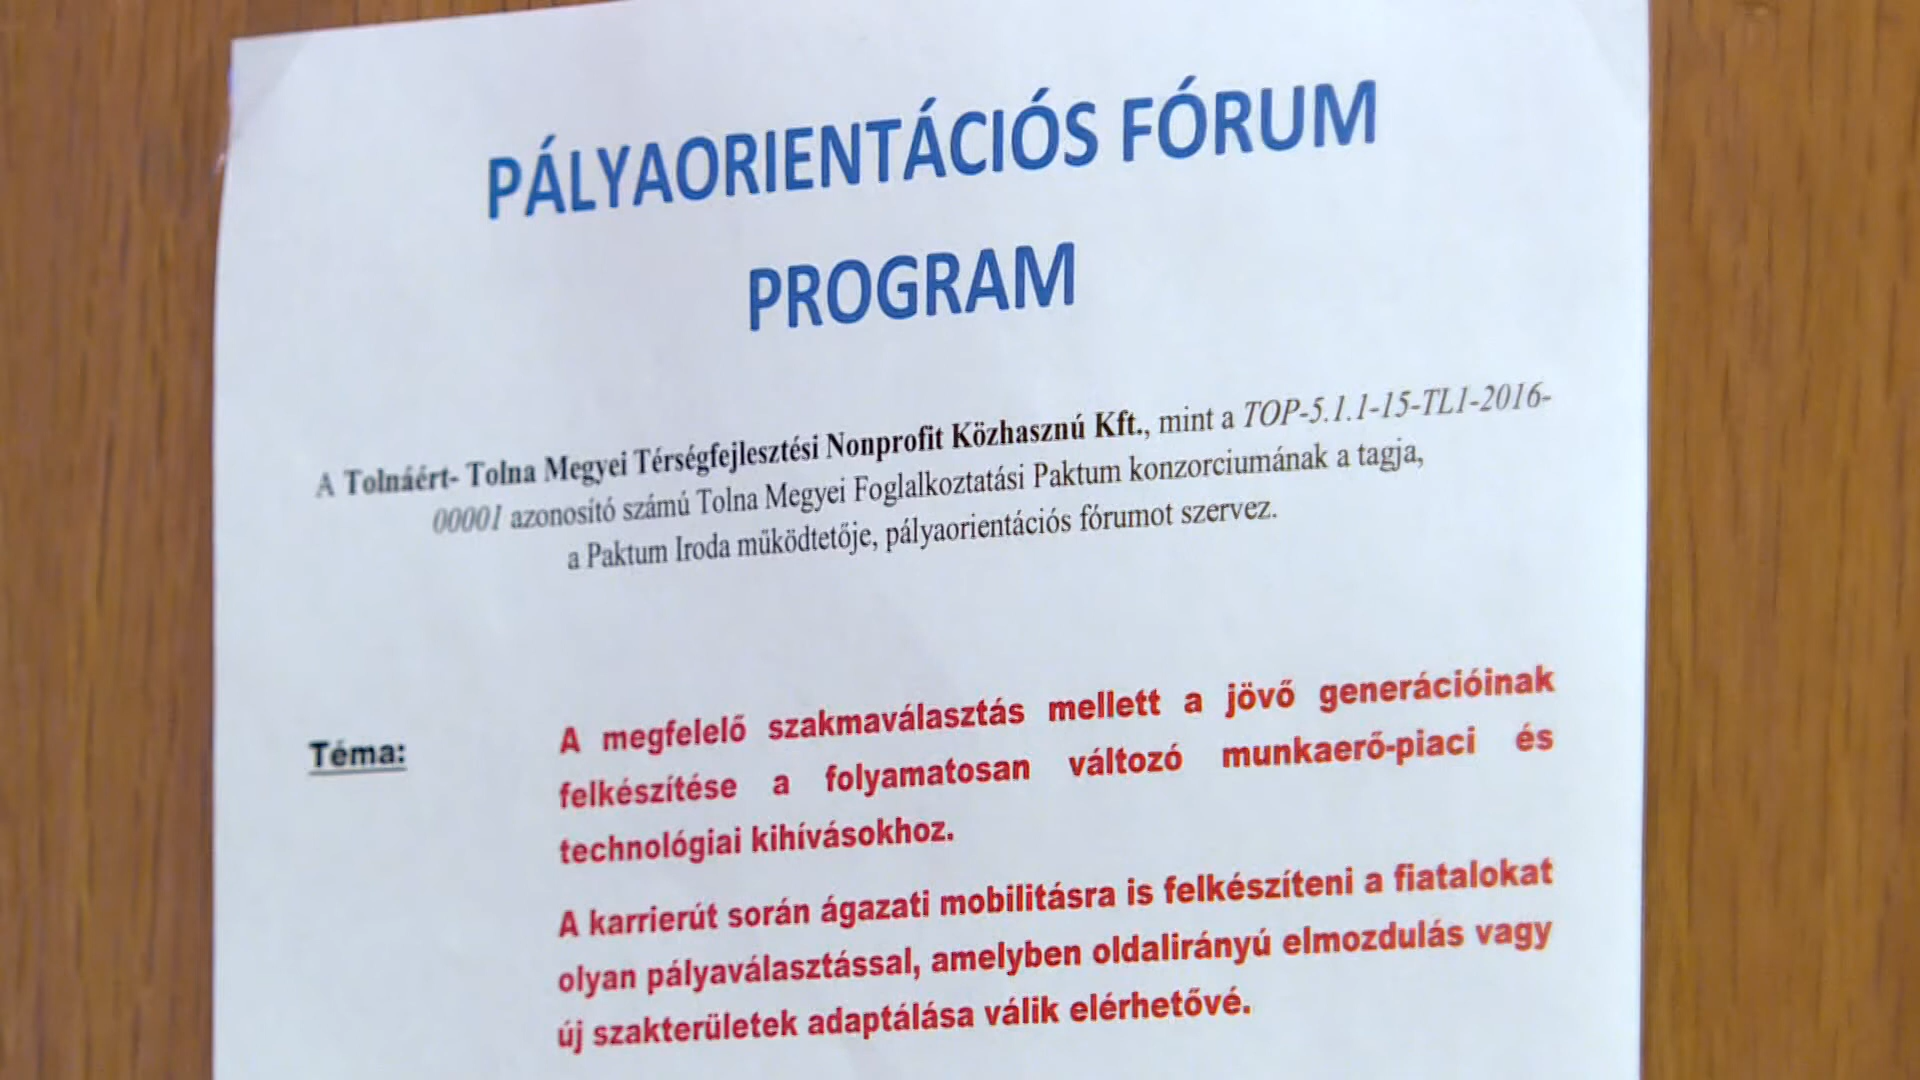 PÁLYAORIENTÁCIÓS FÓRUM
PROGRAM
A Tolnáért- Tolna Megyei Térségfejlesztési Nonprofit Közhasznú Kft., mint a TOP-5.1.1-15-TL1-2016-
00001 azonosító számú Tolna Megyei Foglalkoztatási Paktum konzorciumának a tagja,
a Paktum Iroda működtetője, pályaorientációs fórumot szervez.
Téma:
A megfelelő szakmaválasztás mellett a jövő generációinak
felkészítése a folyamatosan változó munkaerő-piaci és
technológiai kihívásokhoz.
A karrierút során ágazati mobilitásra is felkészíteni a fiatalokat
olyan pályaválasztással, amelyben oldalirányú elmozdulás vagy
új szakterületek adaptálása válik elérhetővé.